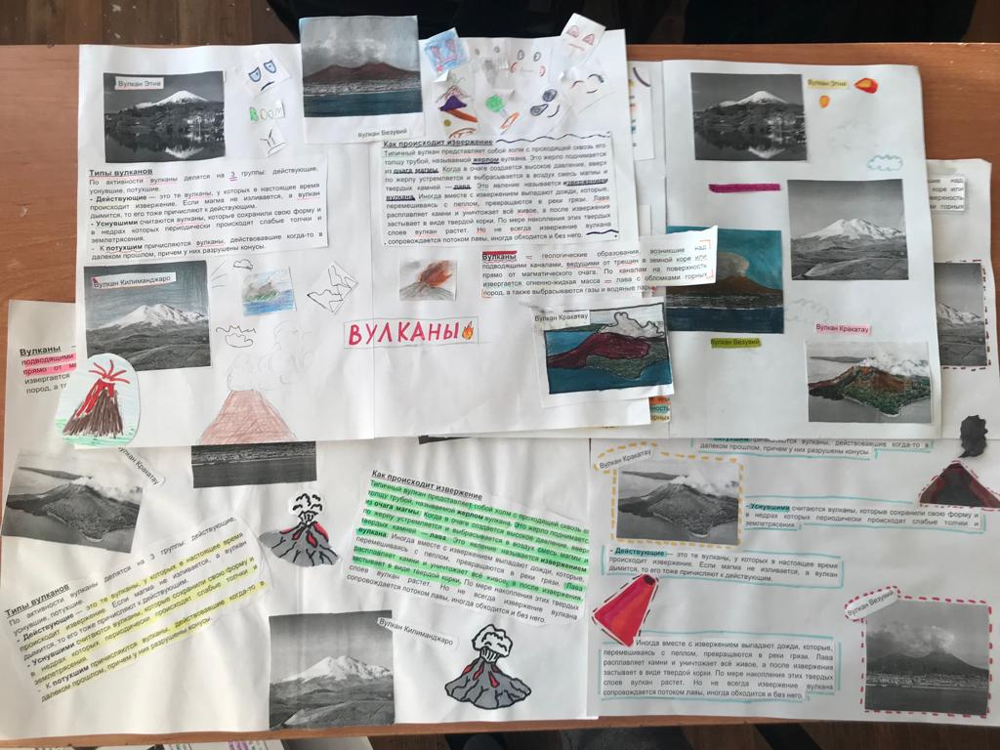 Вулкан Этна
BOOM
Вулкан Везувий
Типы вулканов
По активности вулканы делятся на 3 группы: действующие,
уснувшие, потухшие.
- Действующие — это те вулканы, у которых в настоящее время
происходит извержение. Если магма не изливается, а вулкан
дымится, то его тоже причисляют к действующим.
- Уснувшими считаются вулканы, которые сохранили свою форму и
в недрах которых периодически происходят слабые толчки и
землетрясения.
- К потухшим причисляются вулканы, действовавшие когда-то в
далеком прошлом, причем у них разрушены конусы.
Как происходит извержение
Типичный вулкан представляет собой холм с проходящей сквозь его
толщу трубой, называемой жерлом вулкана. Это жерло поднимается
из очага магмы. Когда в очаге создается высокое давление, вверх
по жерлу устремляется и выбрасывается в воздух смесь магмы и
твердых камней — лава. Это явление называется извержением
вулкана. Иногда вместе с извержением выпадают дожди, которые,
перемешиваясь с пеплом, превращаются в реки грязи. Лава
расплавляет камни и уничтожает всё живое, а после извержения
застывает в виде твердой корки. По мере накопления этих твердых
слоев вулкан растет. Но не всегда извержение вулкана
сопровождается потоком лавы, иногда обходится и без него.
Вулкан Килиманджаро
ВУЛКАНЫ
Вулканы — геологические образования, возникшие над
подводящими каналами, ведущими от трещин в земной коре или
прямо от магматического очага. По каналам на поверхность
извергается огненно-жидкая масса — лава с обломками горных
пород, а также выбрасываются газы и водяные пары.
Вулкан Кракатау
Вулкан Этна
Вулкан Везувий
Вулкан Кракатау
над
коре или
поверхность
горных
Вулканы
подводящими
прямо от
извергается
пород, а
Вулкан Кракатау
Типы вулканов
По активности вулканы делятся на 3 группы: действующие,
уснувшие, потухшие.
- Действующие — это те вулканы, у которых в настоящее время
происходит извержение. Если магма не изливается, а вулкан
дымится, то его тоже причисляют к действующим.
- Уснувшими считаются вулканы, которые сохранили свою форму и
в недрах которых периодически происходят слабые толчки и
землетрясения.
- К потухшим причисляются вулканы, действовавшие когда-то в
далеком прошлом, причем у них разрушены конусы.
Как происходит извержение
Типичный вулкан представляет собой холм с проходящей сквозь
толщу трубой, называемой жерлом вулкана. Это жерло поднимается
из очага магмы. Когда в очаге создается высокое давление, вверх
по жерлу устремляется и выбрасывается в воздух смесь магмы и
твердых камней — лава. Это явление называется извержением
вулкана. Иногда вместе с извержением выпадают дожди, которые,
перемешиваясь с пеплом, превращаются в реки грязи. Лава
расплавляет камни и уничтожает всё живое, а после извержения
застывает в виде твердой корки. По мере накопления этих твердых
слоев вулкан растет. Но не всегда извержение вулкана
сопровождается потоком лавы, иногда обходится и без него.
Вулкан Килиманджаро
Вулкан Кракатау
причисляются вулканы, действовавшие когда-то в
далеком прошлом, причем у них разрушены конусы.
- Уснувшими считаются вулканы, которые сохранили свою форму и
в недрах которых периодически происходят слабые толчки и
землетрясения.
- Действующие — это те вулканы, у которых в настоящее время
происходит извержение. Если магма не изливается, а вулкан
дымится, то его тоже причисляют к действующим.
Иногда вместе с извержением выпадают дожди, которые,
перемешиваясь с пеплом, превращаются в реки грязи. Лава
расплавляет камни и уничтожает всё живое, а после извержения
застывает в виде твердой корки. По мере накопления этих твердых
слоев вулкан растет. Но не всегда извержение вулкана
сопровождается потоком лавы, иногда обходится и без него.
Вулкан Везувий